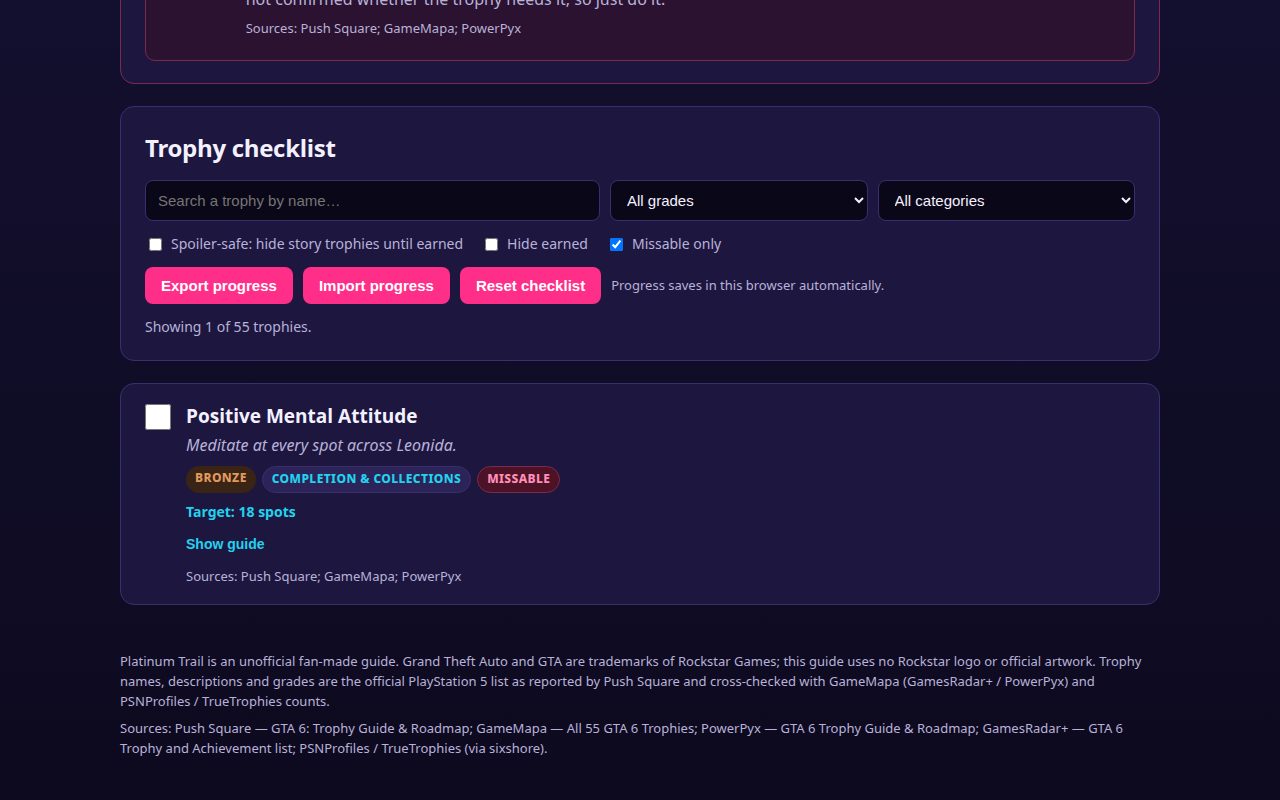 not confirmed whether the trophy needs it, so just do it.
Sources: Push Square; GameMapa; PowerPyx
Trophy checklist
Search a trophy by name…
All grades
All categories
Spoiler-safe: hide story trophies until earned
Hide earned
Missable only
Export progress
Import progress
Reset checklist
Progress saves in this browser automatically.
Showing 1 of 55 trophies.
Positive Mental Attitude
Meditate at every spot across Leonida.
BRONZE
COMPLETION & COLLECTIONS
MISSABLE
Target: 18 spots
Show guide
Sources: Push Square; GameMapa; PowerPyx
Platinum Trail is an unofficial fan-made guide. Grand Theft Auto and GTA are trademarks of Rockstar Games; this guide uses no Rockstar logo or official artwork. Trophy
names, descriptions and grades are the official PlayStation 5 list as reported by Push Square and cross-checked with GameMapa (GamesRadar+ / PowerPyx) and
PSNProfiles / TrueTrophies counts.
Sources: Push Square — GTA 6: Trophy Guide & Roadmap; GameMapa — All 55 GTA 6 Trophies; PowerPyx — GTA 6 Trophy Guide & Roadmap; GamesRadar+ — GTA 6
Trophy and Achievement list; PSNProfiles / TrueTrophies (via sixshore).